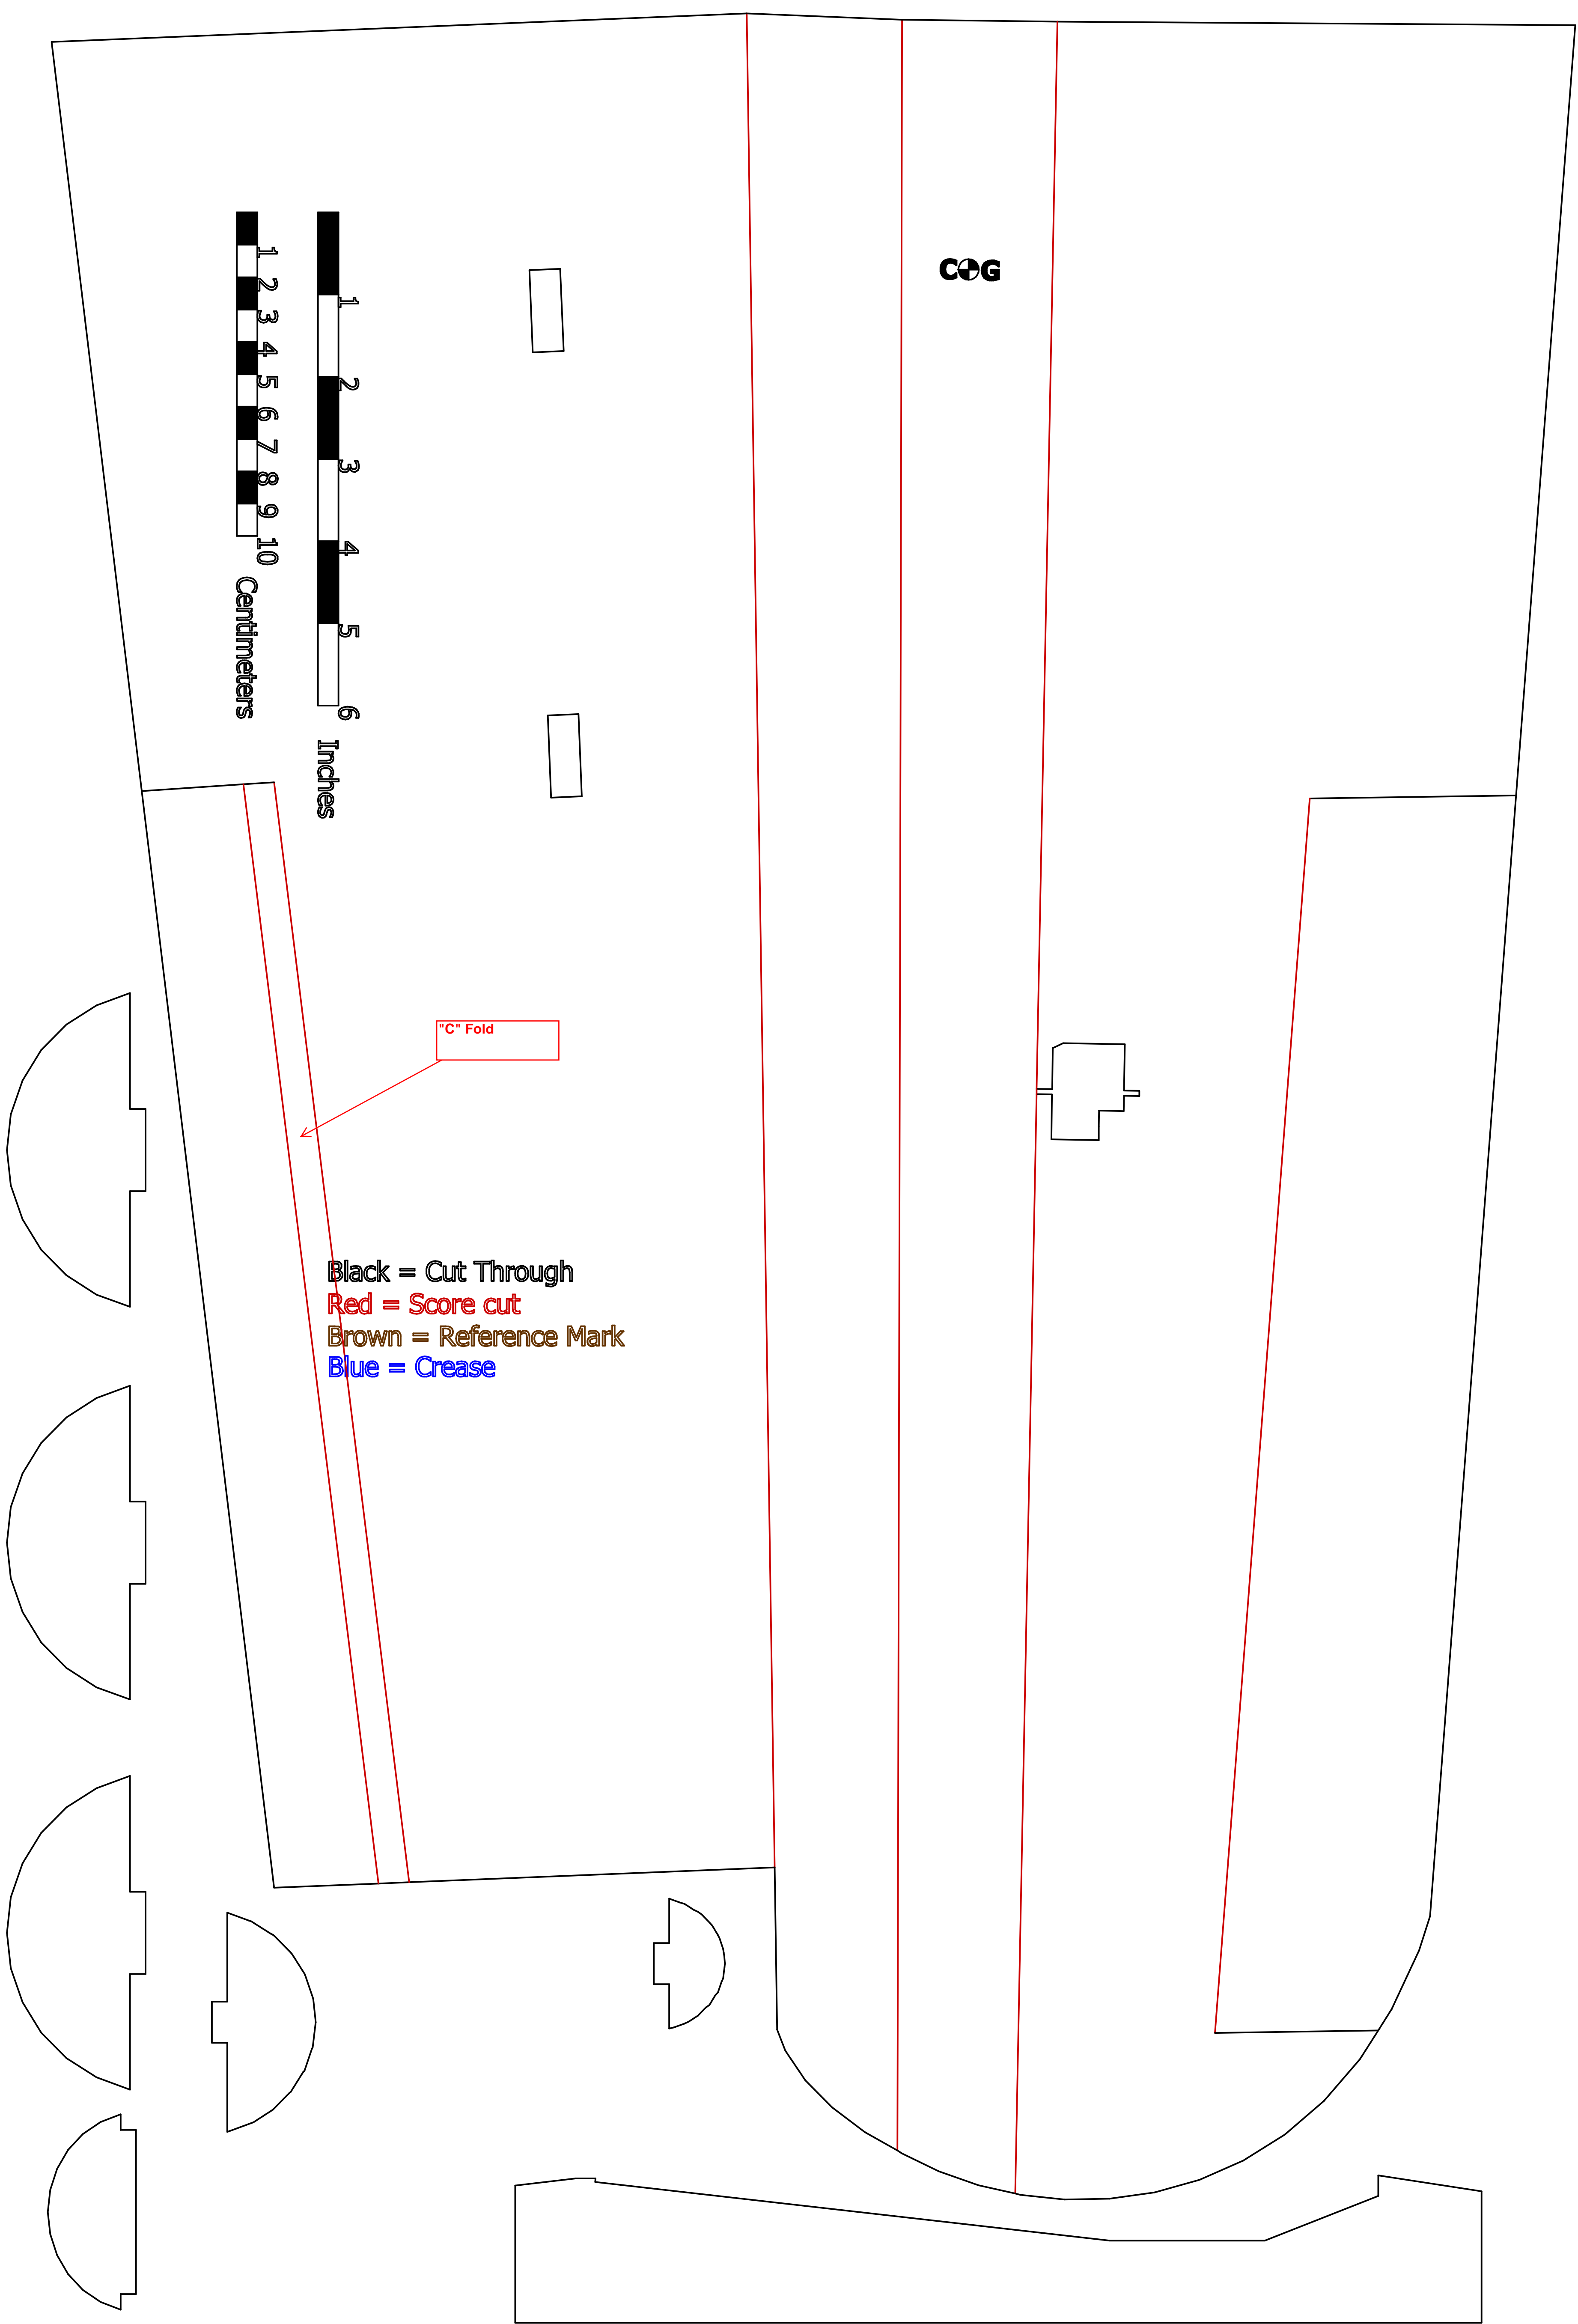 C G
1
2
3
4
5
6
7
8
9
10
Centimeters
1
2
3
4
5
6
Inches
"C" Fold
Black = Cut Through
Red = Score cut
Brown = Reference Mark
Blue = Crease